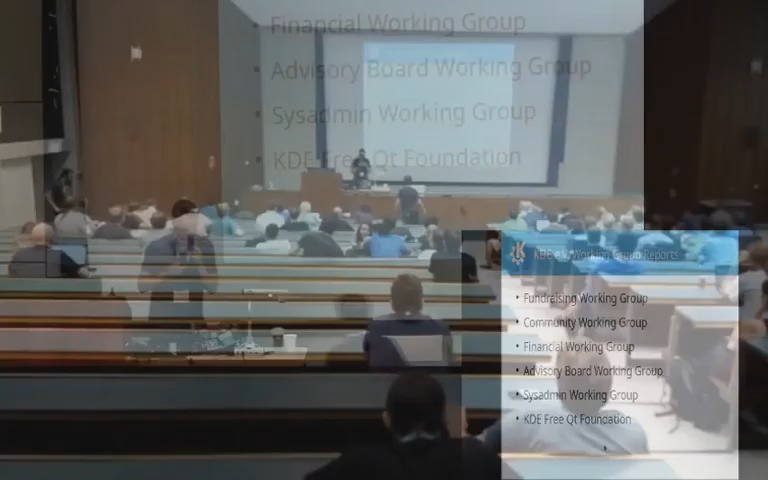 Financial Working Group
Advisory Board Working Group
Sysadmin Working Group
KDE Free Qt Foundation
KDE e.V. Working Group Reports
Fundraising Working Group
Community Working Group
Financial Working Group
Advisory Board Working Group
Sysadmin Working Group
KDE Free Qt Foundation